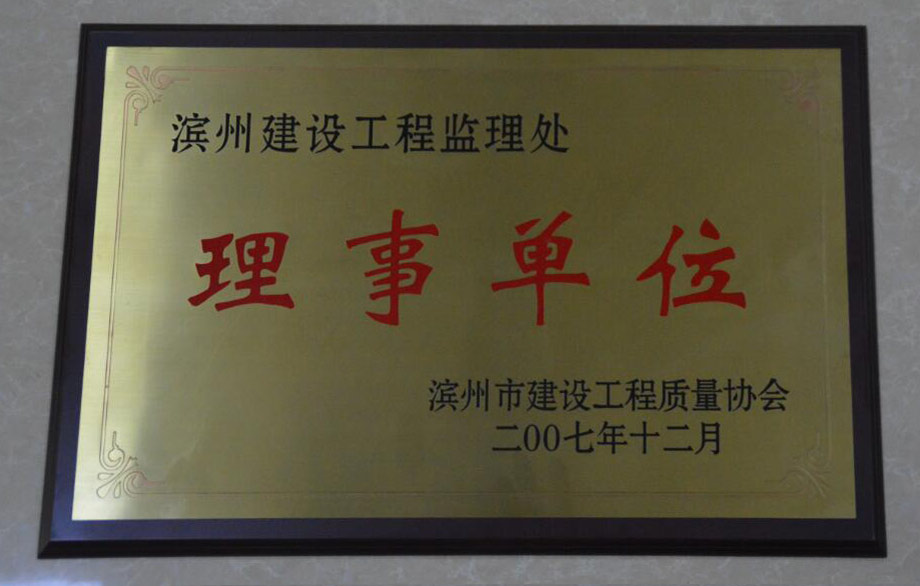 滨州建设工程监理处
理事单位
滨州市建设工程质量协会
二00七年十二月